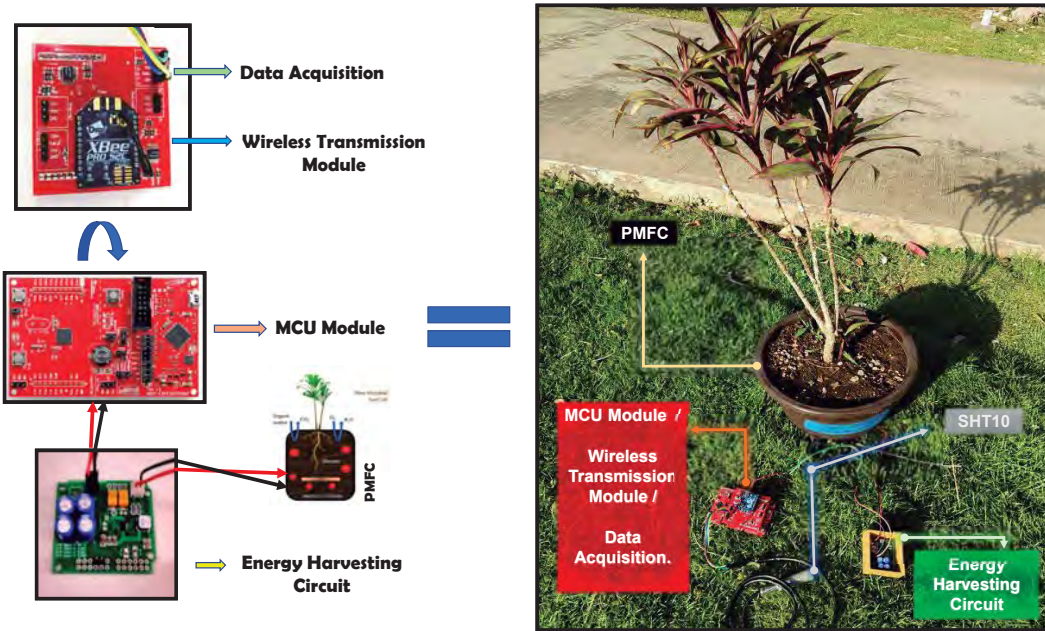 Data Acquisition
Wireless Transmission
Module
XBee
PRO S2C
MCU Module
PMFC
Energy Harvesting
Circuit
PMFC
SHT10
MCU Module /
Wireless
Transmission
Module /
Data
Acquisition.
Energy
Harvesting
Circuit